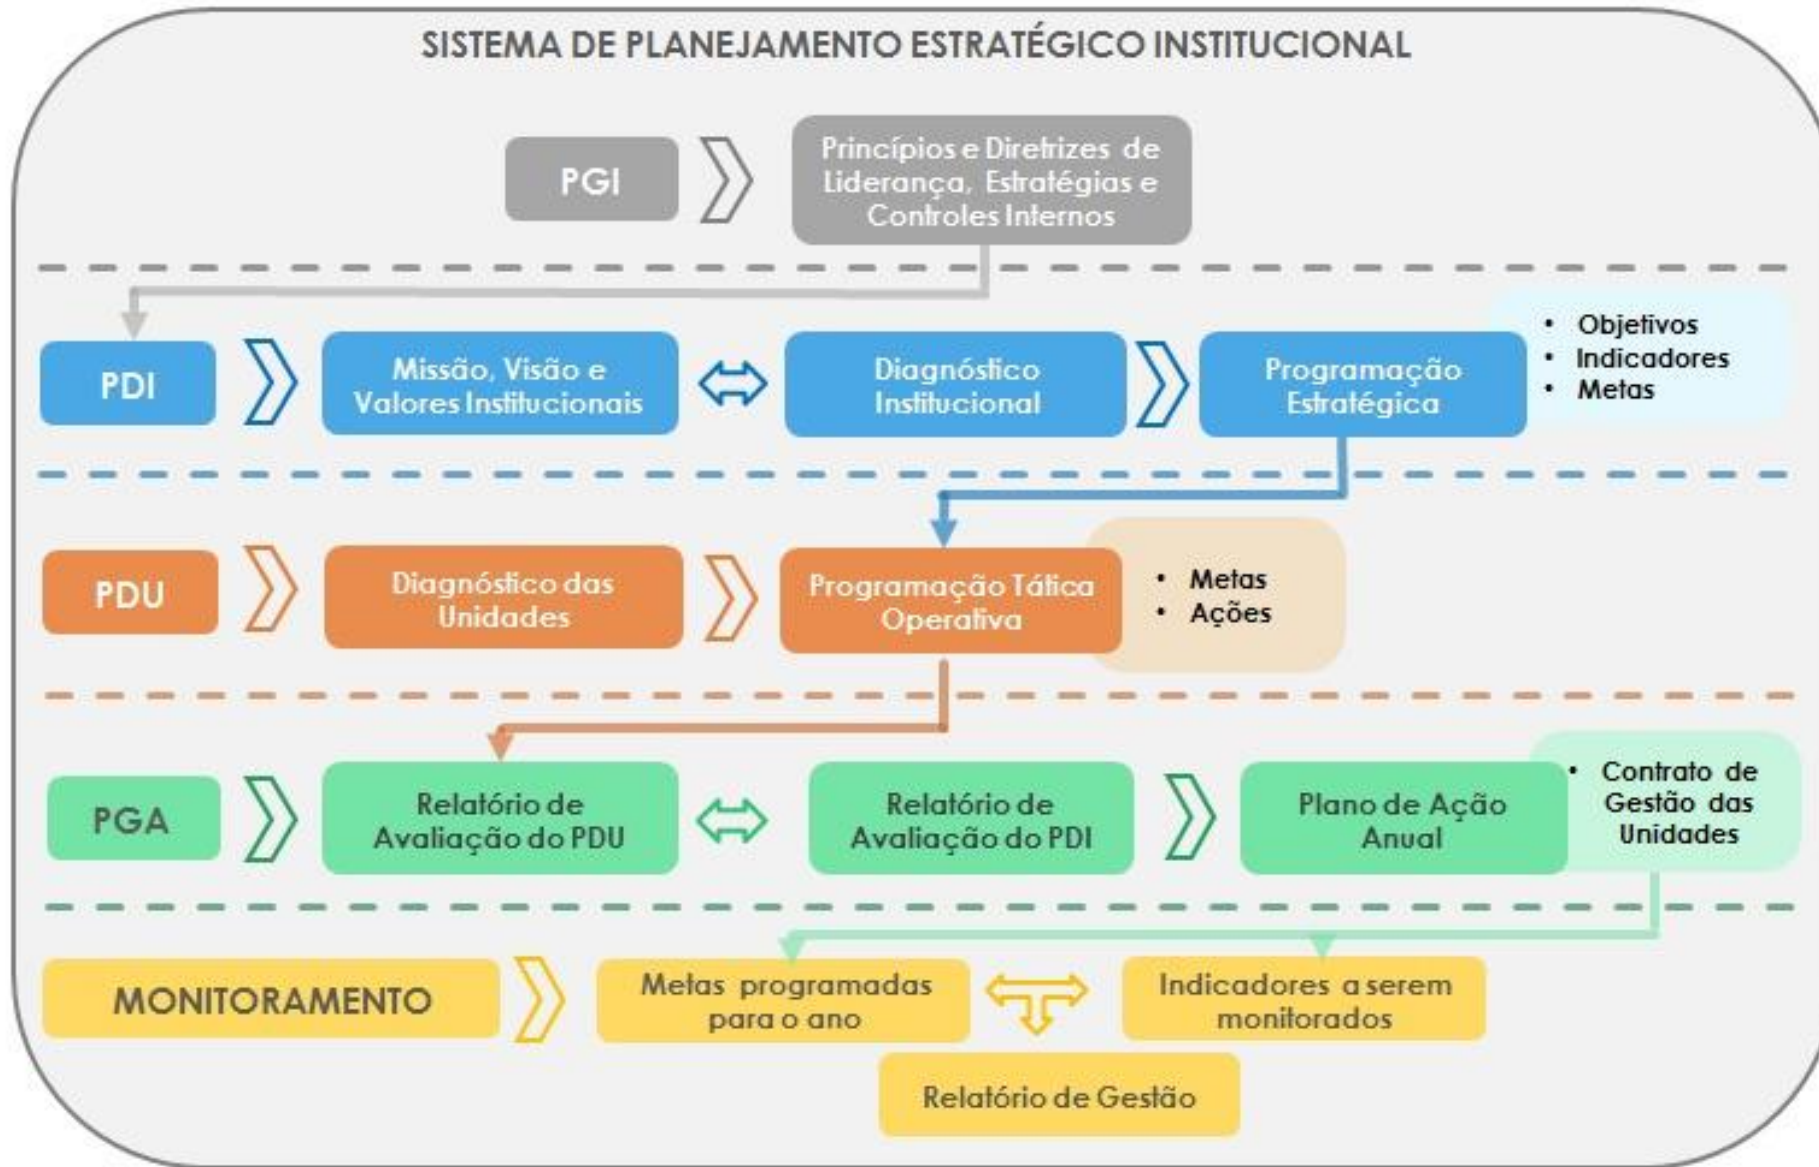 SISTEMA DE PLANEJAMENTO ESTRATÉGICO INSTITUCIONAL
PGI
Princípios e Diretrizes de
Liderança, Estratégias e
Controles Internos
PDI
Missão, Visão e
Valores Institucionais
Diagnóstico
Institucional
Programação
Estratégica
• Objetivos
• Indicadores
• Metas
PDU
Diagnóstico das
Unidades
Programação Tática
Operativa
• Metas
• Ações
PGA
Relatório de
Avaliação do PDU
Relatório de
Avaliação do PDI
Plano de Ação
Anual
• Contrato de
Gestão das
Unidades
MONITORAMENTO
Metas programadas
para o ano
Indicadores a serem
monitorados
Relatório de Gestão